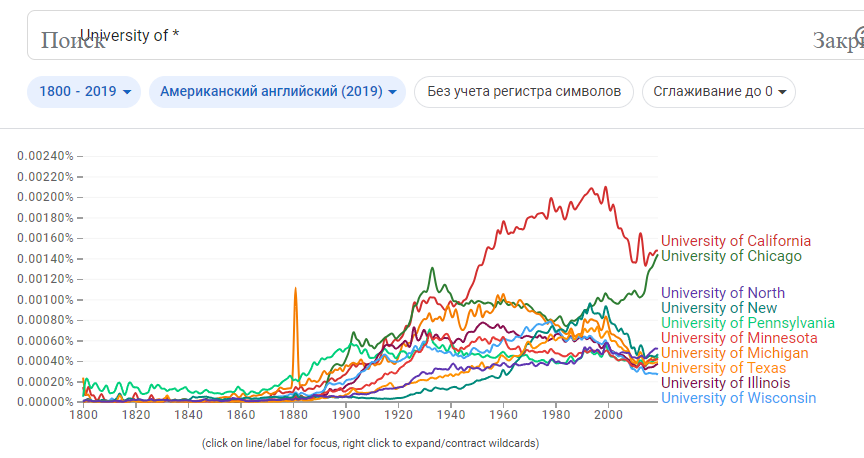 Поиск
University of *
Закр
1800 - 2019
Американский английский (2019)
Без учета регистра символов
Сглаживание до 0
0.00240%
0.00220%
0.00200%
0.00180%
0.00160%
0.00140%
0.00120%
0.00100%
0.00080%
0.00060%
0.00040%
0.00020%
0.00000%
1800 1820 1840 1860 1880 1900 1920 1940 1960 1980 2000
University of California
University of Chicago
University of North
University of New
University of Pennsylvania
University of Minnesota
University of Michigan
University of Texas
University of Illinois
University of Wisconsin
(click on line/label for focus, right click to expand/contract wildcards)